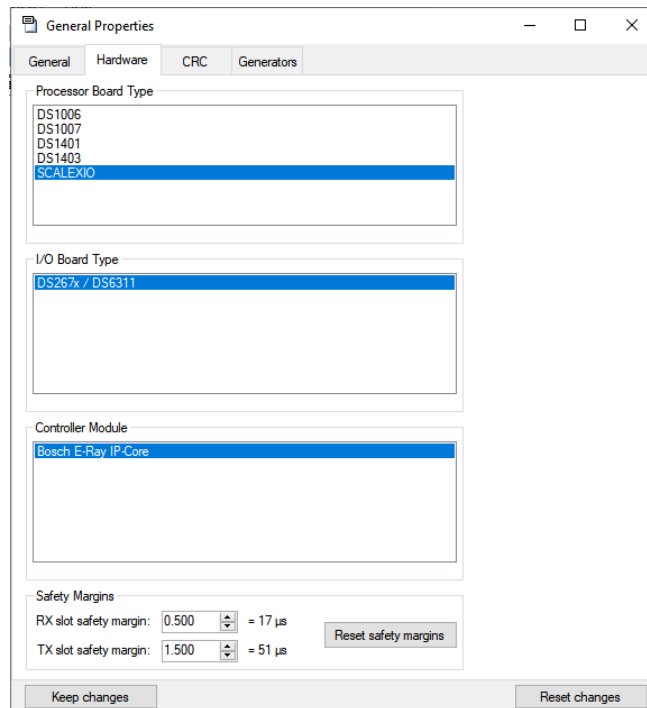 General Properties
General Hardware CRC Generators
Processor Board Type
DS1006
DS1007
DS1401
DS1403
SCALEXIO
I/O Board Type
DS267x / DS6311
Controller Module
Bosch E-Ray IP-Core
Safety Margins
RX slot safety margin: 0.500 = 17 µs
TX slot safety margin: 1.500 = 51 µs
Reset safety margins
Keep changes Reset changes